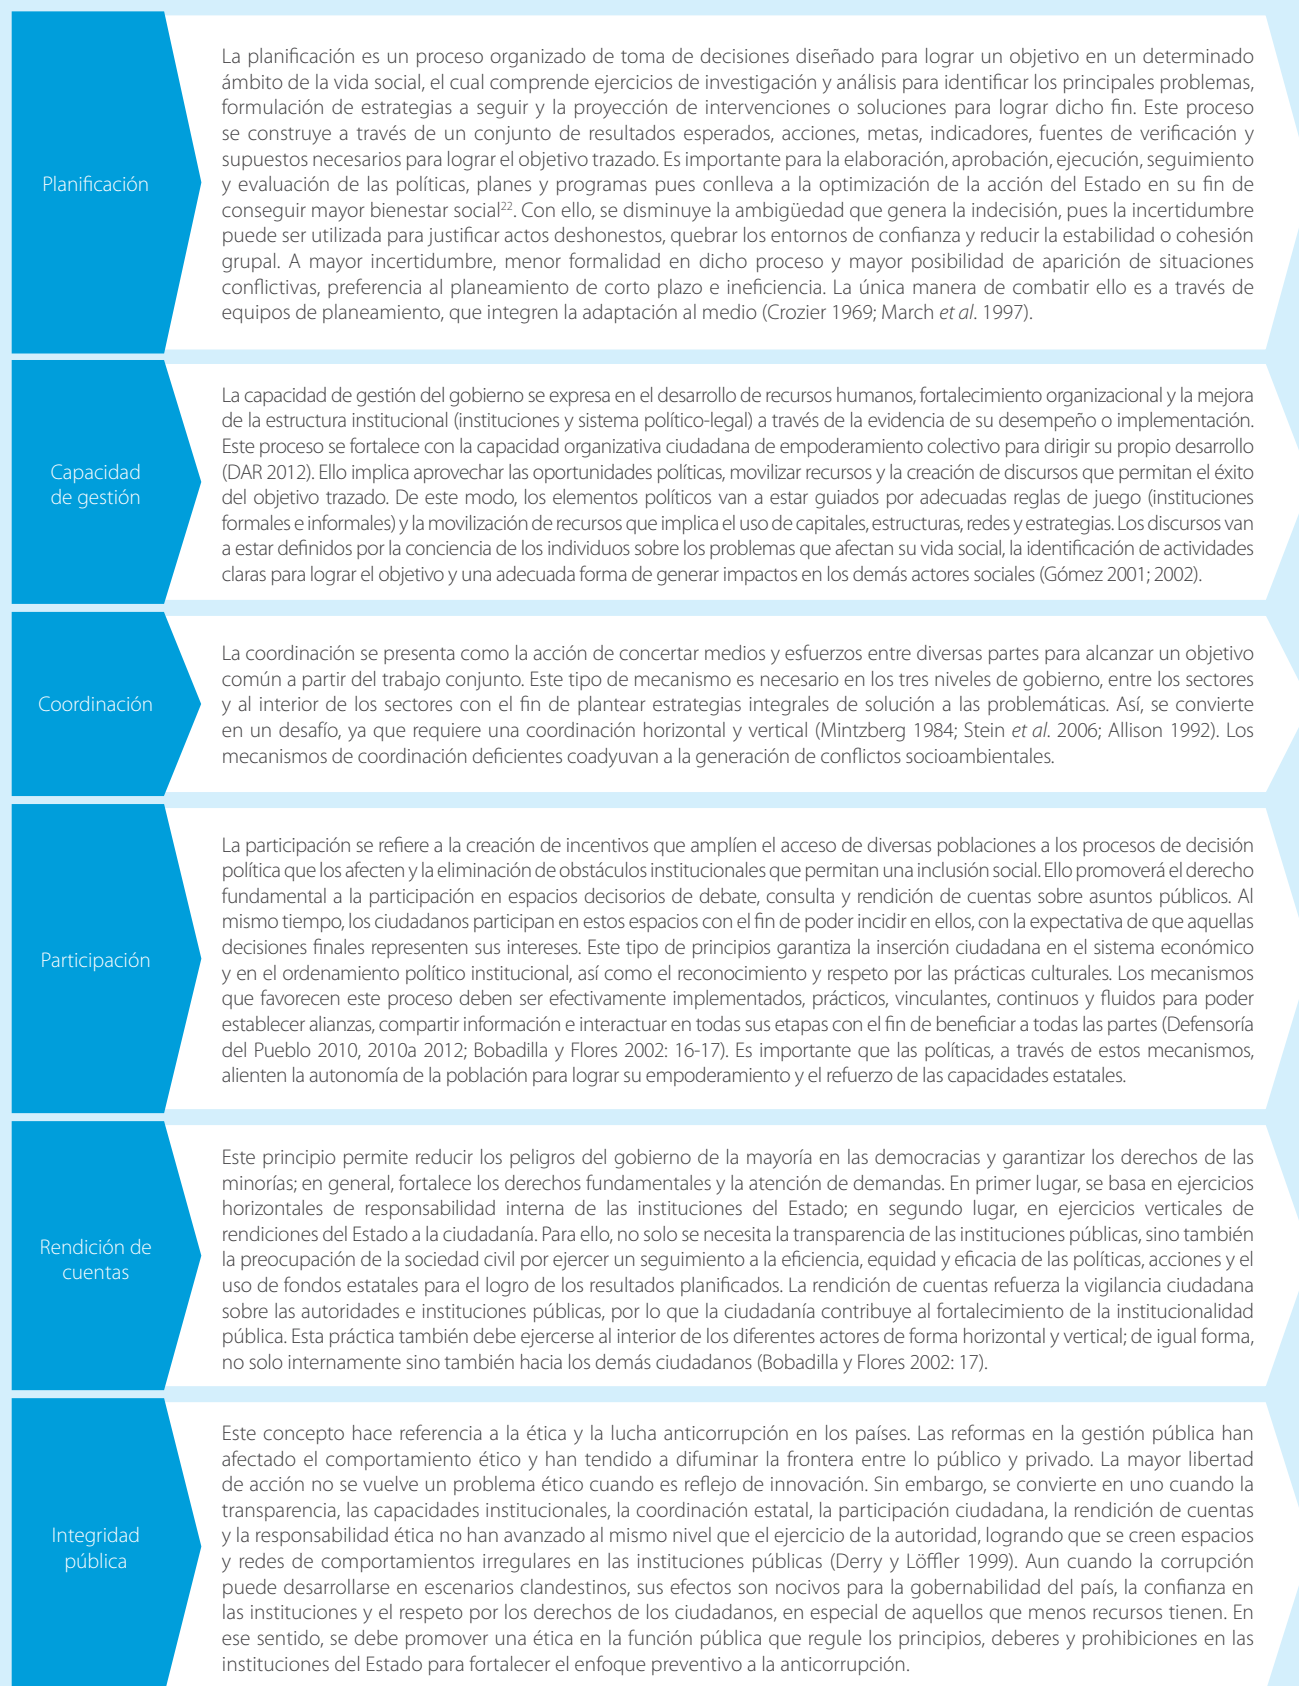 Planificación
La planificación es un proceso organizado de toma de decisiones diseñado para lograr un objetivo en un determinado
ámbito de la vida social, el cual comprende ejercicios de investigación y análisis para identificar los principales problemas,
formulación de estrategias a seguir y la proyección de intervenciones o soluciones para lograr dicho fin. Este proceso
se construye a través de un conjunto de resultados esperados, acciones, metas, indicadores, fuentes de verificación y
supuestos necesarios para lograr el objetivo trazado. Es importante para la elaboración, aprobación, ejecución, seguimiento
y evaluación de las políticas, planes y programas pues conlleva a la optimización de la acción del Estado en su fin de
conseguir mayor bienestar social²². Con ello, se disminuye la ambigüedad que genera la indecisión, pues la incertidumbre
puede ser utilizada para justificar actos deshonestos, quebrar los entornos de confianza y reducir la estabilidad o cohesión
grupal. A mayor incertidumbre, menor formalidad en dicho proceso y mayor posibilidad de aparición de situaciones
conflictivas, preferencia al planeamiento de corto plazo e ineficiencia. La única manera de combatir ello es a través de
equipos de planeamiento, que integren la adaptación al medio (Crozier 1969; March et al. 1997).
Capacidad
de gestión
La capacidad de gestión del gobierno se expresa en el desarrollo de recursos humanos, fortalecimiento organizacional y la mejora
de la estructura institucional (instituciones y sistema político-legal) a través de la evidencia de su desempeño o implementación.
Este proceso se fortalece con la capacidad organizativa ciudadana de empoderamiento colectivo para dirigir su propio desarrollo
(DAR 2012). Ello implica aprovechar las oportunidades políticas, movilizar recursos y la creación de discursos que permitan el éxito
del objetivo trazado. De este modo, los elementos políticos van a estar guiados por adecuadas reglas de juego (instituciones
formales e informales) y la movilización de recursos que implica el uso de capitales, estructuras, redes y estrategias. Los discursos van
a estar definidos por la conciencia de los individuos sobre los problemas que afectan su vida social, la identificación de actividades
claras para lograr el objetivo y una adecuada forma de generar impactos en los demás actores sociales (Gómez 2001; 2002).
Coordinación
La coordinación se presenta como la acción de concertar medios y esfuerzos entre diversas partes para alcanzar un objetivo
común a partir del trabajo conjunto. Este tipo de mecanismo es necesario en los tres niveles de gobierno, entre los sectores
y al interior de los sectores con el fin de plantear estrategias integrales de solución a las problemáticas. Así, se convierte
en un desafío, ya que requiere una coordinación horizontal y vertical (Mintzberg 1984; Stein et al. 2006; Allison 1992). Los
mecanismos de coordinación deficientes coadyuvan a la generación de conflictos socioambientales.
Participación
La participación se refiere a la creación de incentivos que amplíen el acceso de diversas poblaciones a los procesos de decisión
política que los afecten y la eliminación de obstáculos institucionales que permitan una inclusión social. Ello promoverá el derecho
fundamental a la participación en espacios decisorios de debate, consulta y rendición de cuentas sobre asuntos públicos. Al
mismo tiempo, los ciudadanos participan en estos espacios con el fin de poder incidir en ellos, con la expectativa de que aquellas
decisiones finales representen sus intereses. Este tipo de principios garantiza la inserción ciudadana en el sistema económico
y en el ordenamiento político institucional, así como el reconocimiento y respeto por las prácticas culturales. Los mecanismos
que favorecen este proceso deben ser efectivamente implementados, prácticos, vinculantes, continuos y fluidos para poder
establecer alianzas, compartir información e interactuar en todas sus etapas con el fin de beneficiar a todas las partes (Defensoría
del Pueblo 2010, 2010a 2012; Bobadilla y Flores 2002: 16-17). Es importante que las políticas, a través de estos mecanismos,
alienten la autonomía de la población para lograr su empoderamiento y el refuerzo de las capacidades estatales.
Rendición de
cuentas
Este principio permite reducir los peligros del gobierno de la mayoría en las democracias y garantizar los derechos de las
minorías; en general, fortalece los derechos fundamentales y la atención de demandas. En primer lugar, se basa en ejercicios
horizontales de responsabilidad interna de las instituciones del Estado; en segundo lugar, en ejercicios verticales de
rendiciones del Estado a la ciudadanía. Para ello, no solo se necesita la transparencia de las instituciones públicas, sino también
la preocupación de la sociedad civil por ejercer un seguimiento a la eficiencia, equidad y eficacia de las políticas, acciones y el
uso de fondos estatales para el logro de los resultados planificados. La rendición de cuentas refuerza la vigilancia ciudadana
sobre las autoridades e instituciones públicas, por lo que la ciudadanía contribuye al fortalecimiento de la institucionalidad
pública. Esta práctica también debe ejercerse al interior de los diferentes actores de forma horizontal y vertical; de igual forma,
no solo internamente sino también hacia los demás ciudadanos (Bobadilla y Flores 2002: 17).
Integridad
pública
Este concepto hace referencia a la ética y la lucha anticorrupción en los países. Las reformas en la gestión pública han
afectado el comportamiento ético y han tendido a difuminar la frontera entre lo público y privado. La mayor libertad
de acción no se vuelve un problema ético cuando es reflejo de innovación. Sin embargo, se convierte en uno cuando la
transparencia, las capacidades institucionales, la coordinación estatal, la participación ciudadana, la rendición de cuentas
y la responsabilidad ética no han avanzado al mismo nivel que el ejercicio de la autoridad, logrando que se creen espacios
y redes de comportamientos irregulares en las instituciones públicas (Derry y Löffler 1999). Aun cuando la corrupción
puede desarrollarse en escenarios clandestinos, sus efectos son nocivos para la gobernabilidad del país, la confianza en
las instituciones y el respeto por los derechos de los ciudadanos, en especial de aquellos que menos recursos tienen. En
ese sentido, se debe promover una ética en la función pública que regule los principios, deberes y prohibiciones en las
instituciones del Estado para fortalecer el enfoque preventivo a la anticorrupción.